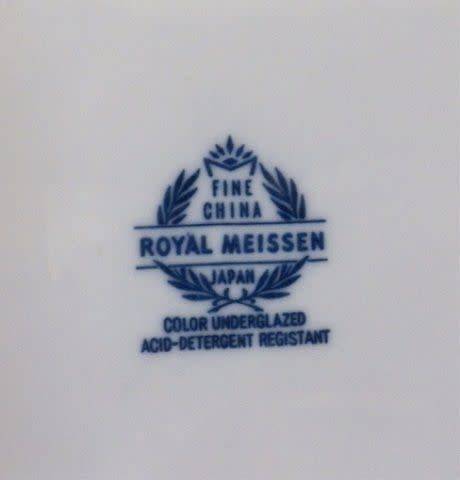 FINE
CHINA
ROYAL MEISSEN
JAPAN
COLOR UNDERGLAZED
ACID-DETERGENT REGISTANT